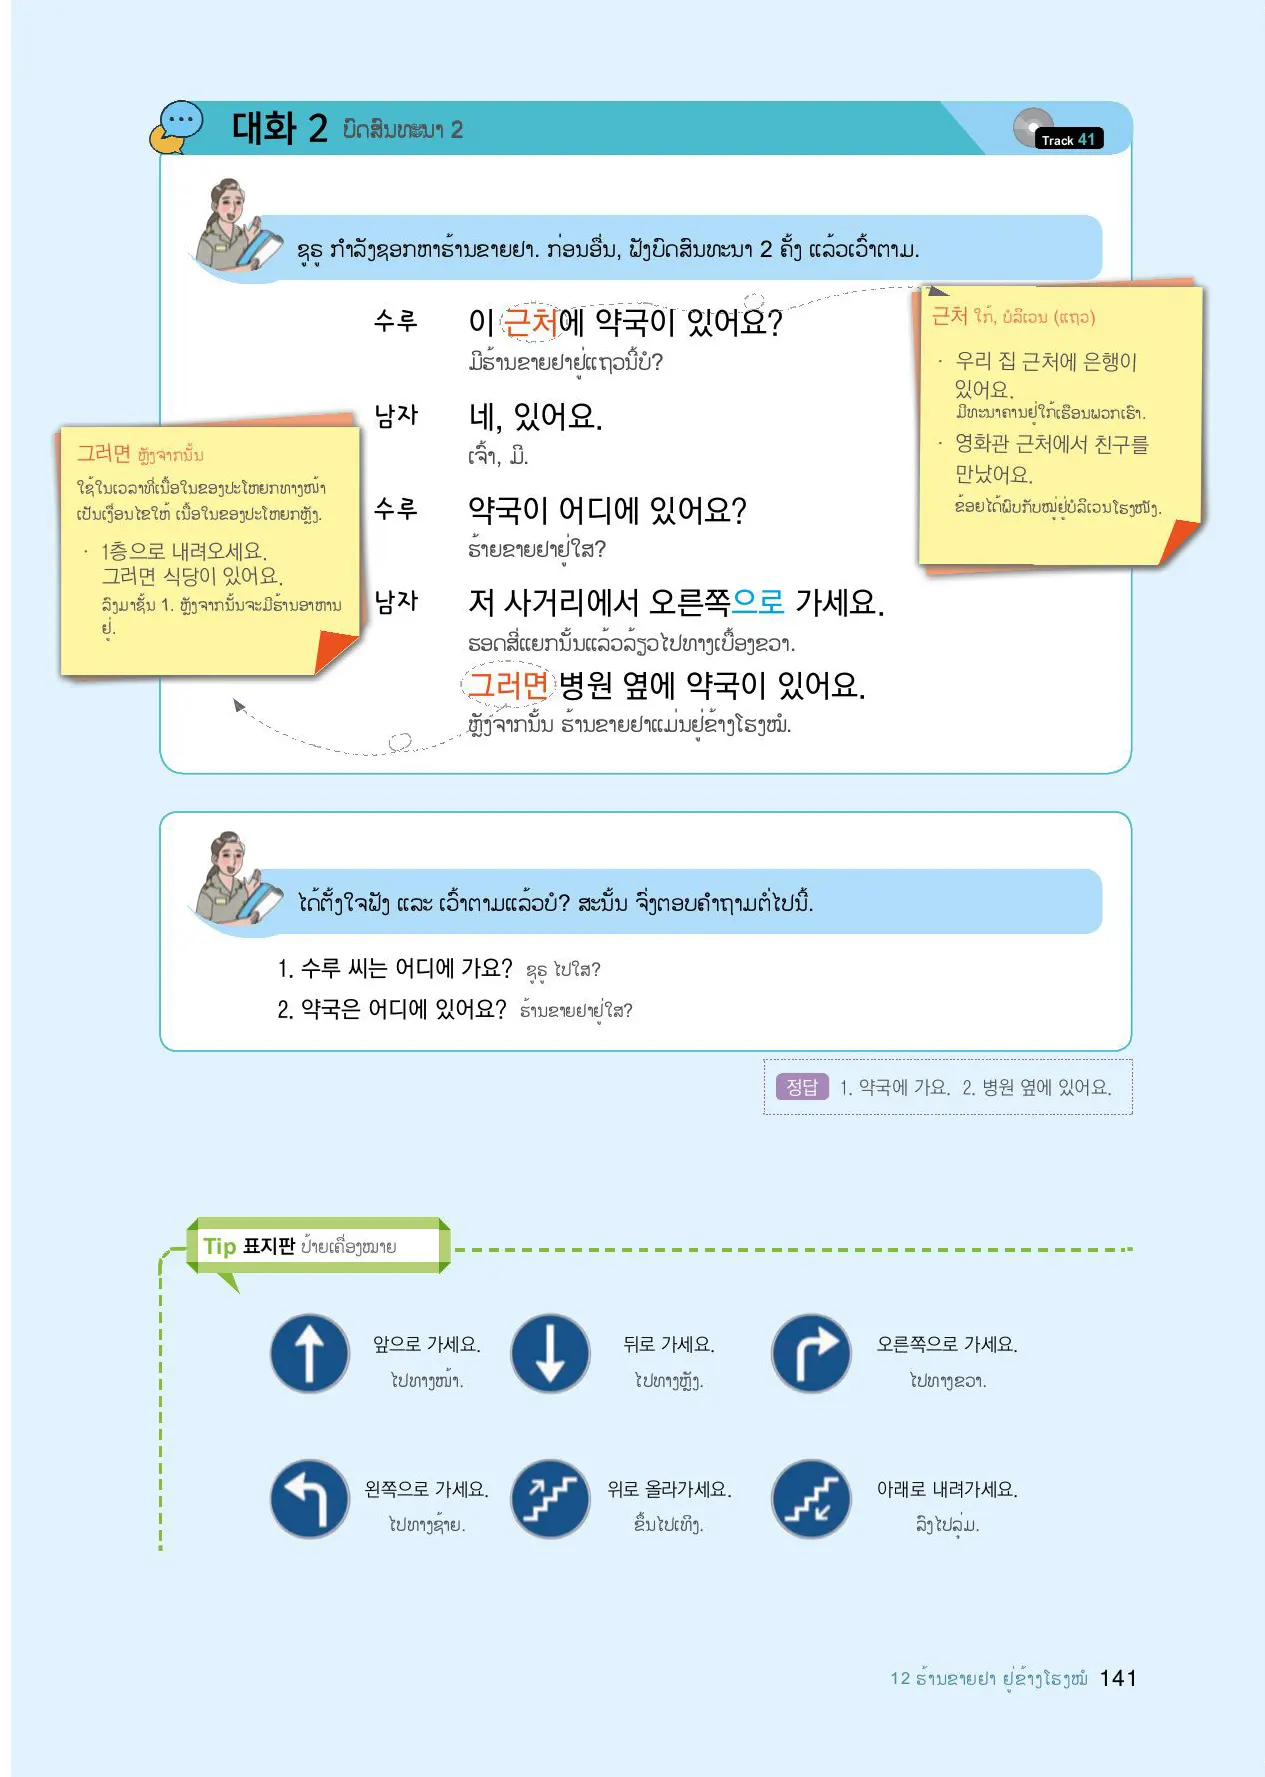 대화 2 ບົດສົນທະນາ 2
Track 41
ຊູຣູ ກໍາລັງຊອກຫາຮ້ານຂາຍຢາ. ກ່ອນອື່ນ, ຟັງບົດສົນທະນາ 2 ຄັ້ງ ແລ້ວເວົ້າຕາມ.
수루 이 근처에 약국이 있어요?
ມີຮ້ານຂາຍຢາຢູ່ແຖວນີ້ບໍ?
남자 네, 있어요.
ເຈົ້າ, ມີ.
수루 약국이 어디에 있어요?
ຮ້າຍຂາຍຢາຢູ່ໃສ?
남자 저 사거리에서 오른쪽으로 가세요.
ຮອດສີ່ແຍກນັ້ນແລ້ວລ້ຽວໄປທາງເບື້ອງຂວາ.
그러면 병원 옆에 약국이 있어요.
ຫຼັງຈາກນັ້ນ ຮ້ານຂາຍຢາແມ່ນຢູ່ຂ້າງໂຮງໝໍ.
근처 ໃກ້, ບໍລິເວນ (ແຖວ)
· 우리 집 근처에 은행이
있어요.
ມີທະນາຄານຢູ່ໃກ້ເຮືອນພວກເຮົາ.
· 영화관 근처에서 친구를
만났어요.
ຂ້ອຍໄດ້ພົບກັບໝູ່ຢູ່ບໍລິເວນໂຮງໜັງ.
그러면 ຫຼັງຈາກນັ້ນ
ໃຊ້ໃນເວລາທີ່ເນື້ອໃນຂອງປະໂຫຍກທາງໜ້າ
ເປັນເງື່ອນໄຂໃຫ້ ເນື້ອໃນຂອງປະໂຫຍກຫຼັງ.
· 1층으로 내려오세요.
그러면 식당이 있어요.
ລົງມາຊັ້ນ 1. ຫຼັງຈາກນັ້ນຈະມີຮ້ານອາຫານ
ຢູ່.
ໄດ້ຕັ້ງໃຈຟັງ ແລະ ເວົ້າຕາມແລ້ວບໍ? ສະນັ້ນ ຈົ່ງຕອບຄໍາຖາມຕໍ່ໄປນີ້.
1. 수루 씨는 어디에 가요? ຊູຣູ ໄປໃສ?
2. 약국은 어디에 있어요? ຮ້ານຂາຍຢາຢູ່ໃສ?
정답 1. 약국에 가요. 2. 병원 옆에 있어요.
Tip 표지판 ປ້າຍເຄື່ອງໝາຍ
앞으로 가세요. 뒤로 가세요. 오른쪽으로 가세요.
ໄປທາງໜ້າ. ໄປທາງຫຼັງ. ໄປທາງຂວາ.
왼쪽으로 가세요. 위로 올라가세요. 아래로 내려가세요.
ໄປທາງຊ້າຍ. ຂຶ້ນໄປເທິງ. ລົງໄປລຸ່ມ.
12 ຮ້ານຂາຍຢາ ຢູ່ຂ້າງໂຮງໝໍ 141